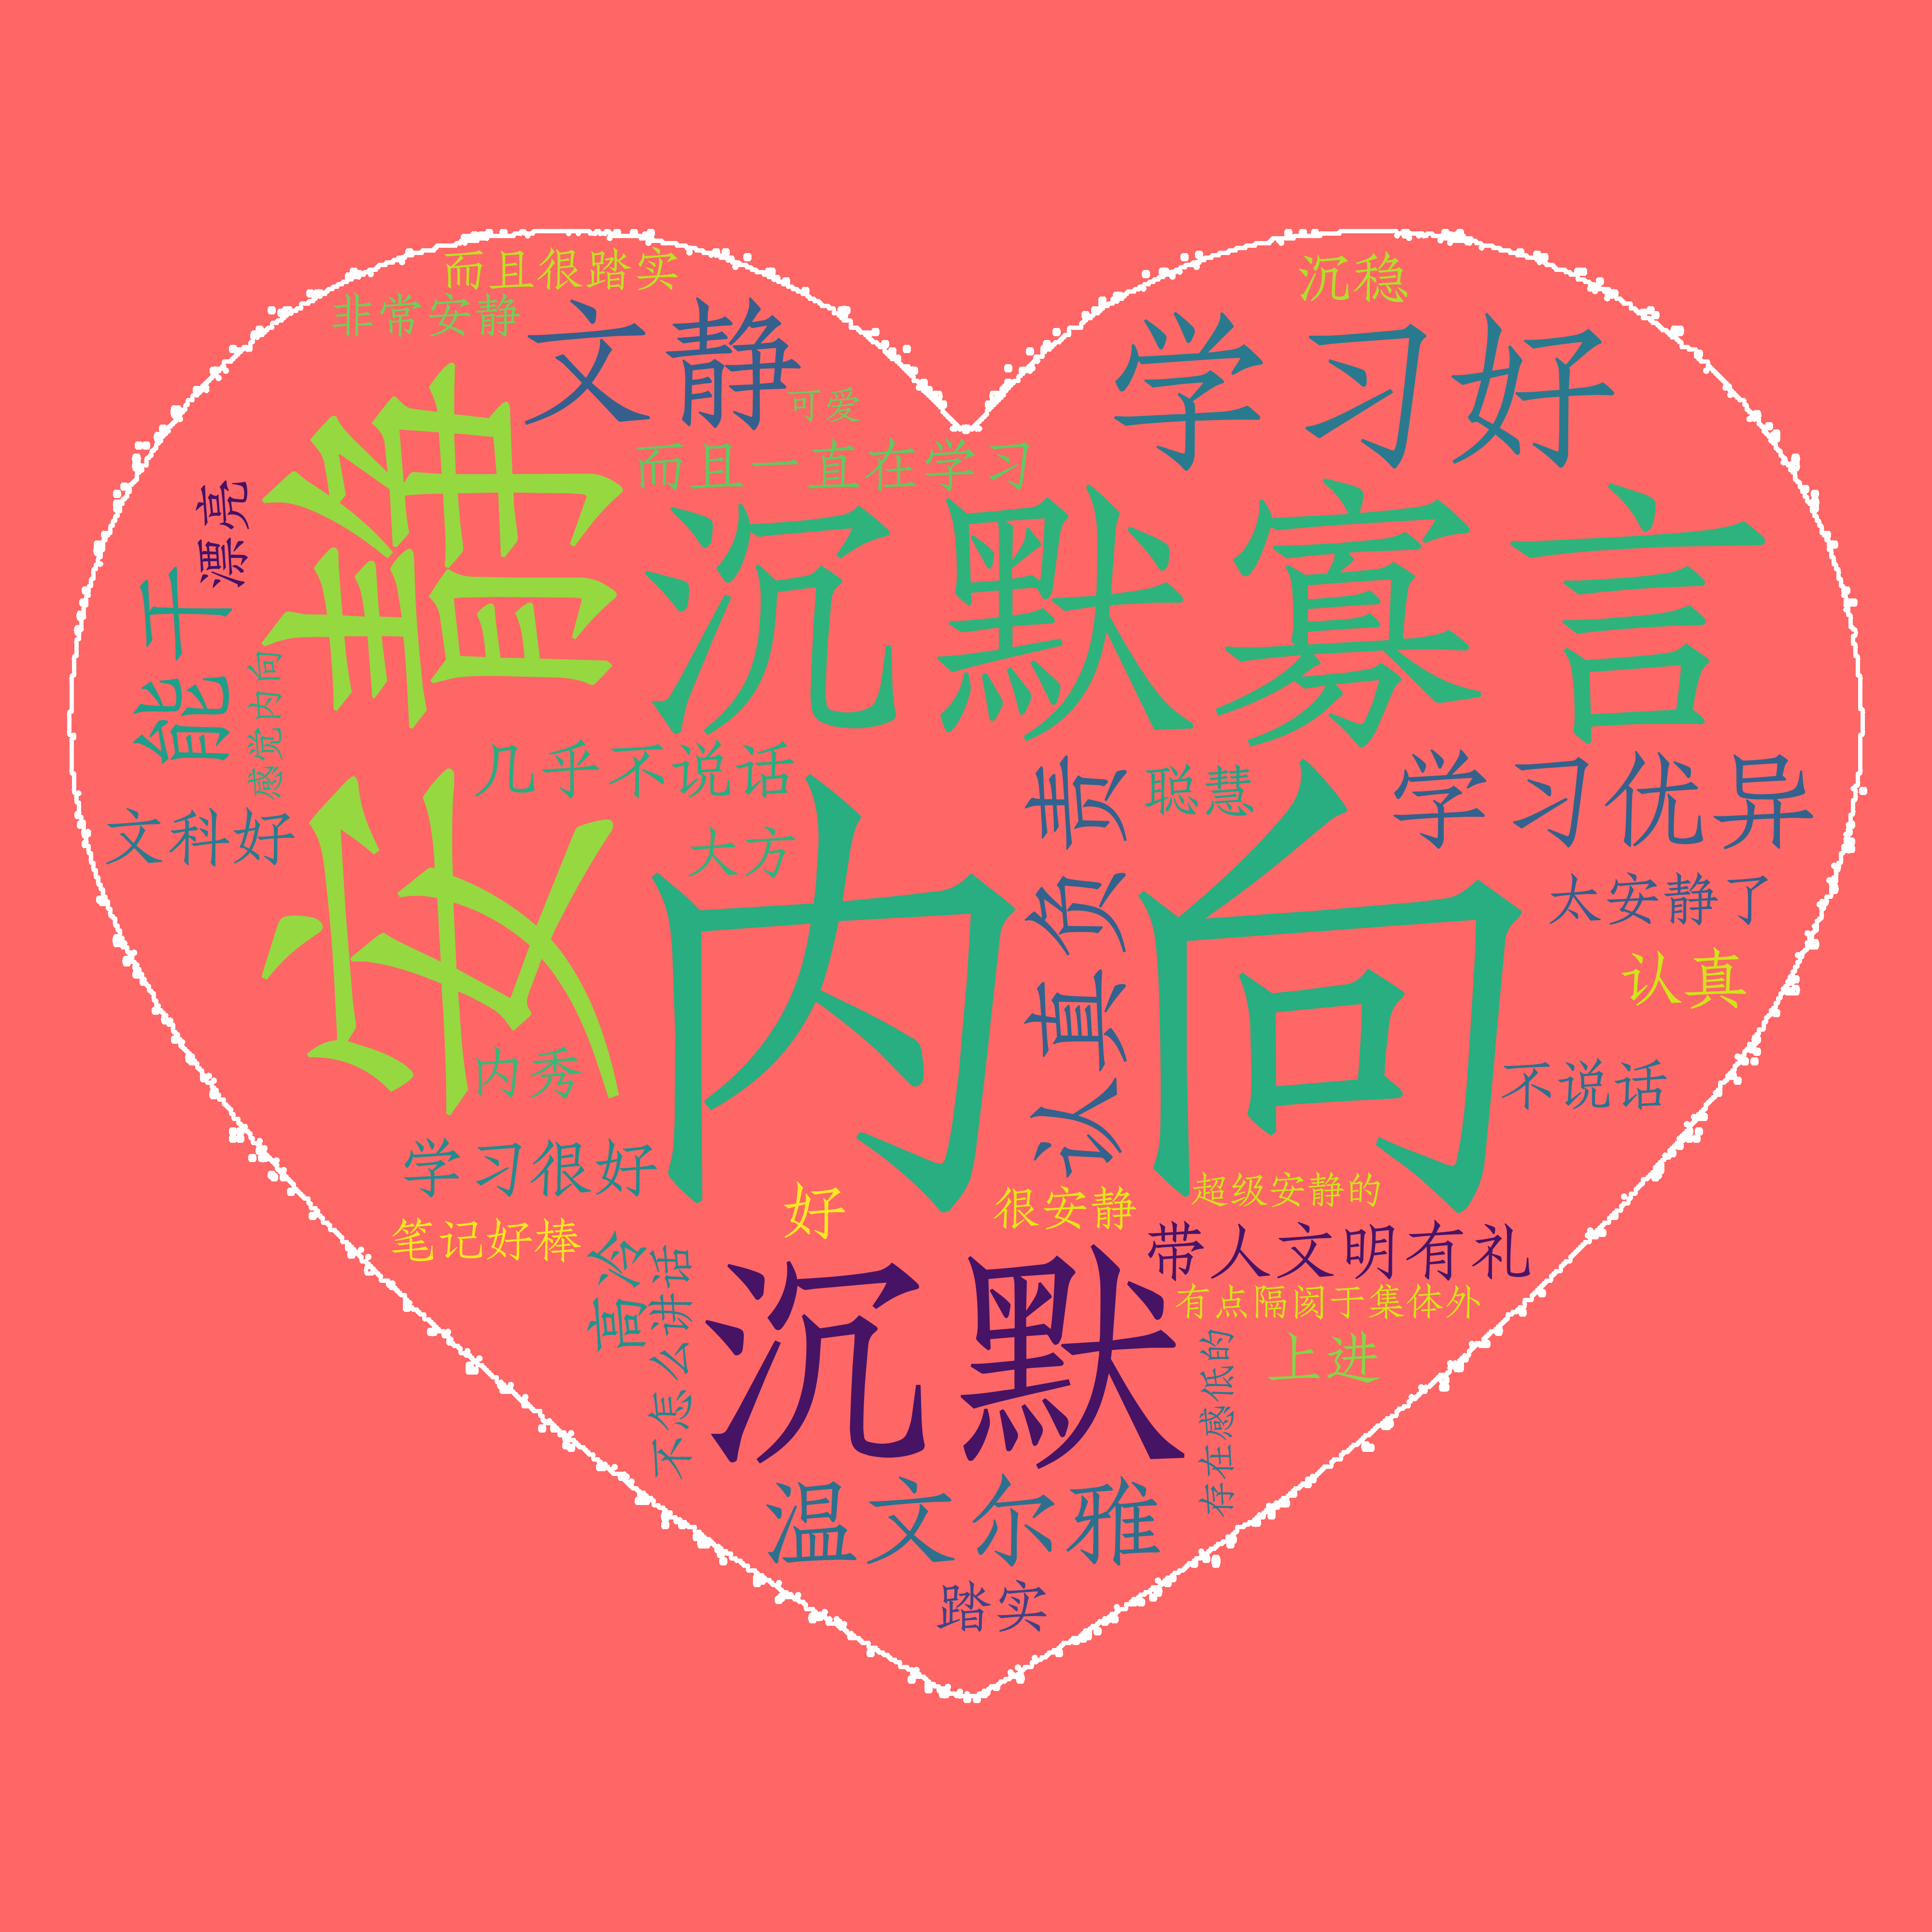 而且很踏实
沉稳
非常安静
文静
学习好
可爱
而且一直在学习
安静
沉默寡言
漂亮
能干
感觉内向
几乎不说话
聪慧
学习优异
文科好
大方
内向
认真踏实
太安静了
认真
内秀
不说话
学习很好
超级安静的
好
很安静
笔记好棒
带人文明有礼
高冷
不怎么讲话
沉默
有点隔阂于集体外
上进
存在感低弱
温文尔雅
踏实